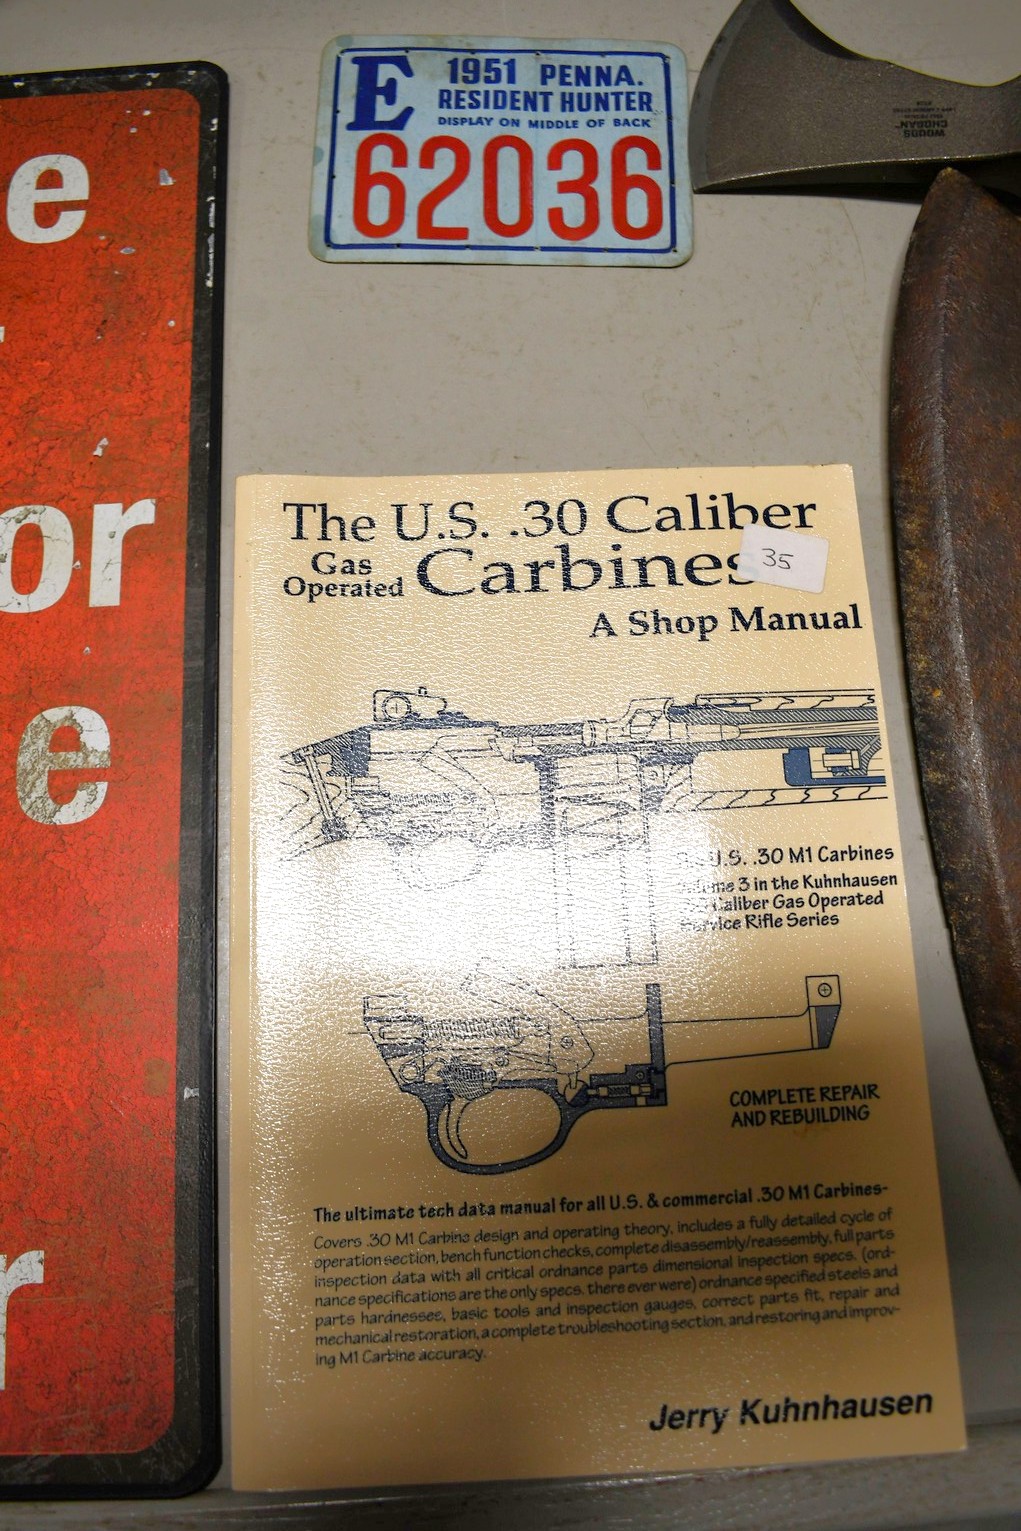 E
1951 PENNA.
RESIDENT HUNTER
DISPLAY ON MIDDLE OF BACK
62036
WOODS
CHOGAN
e
or
e
r
The U.S. .30 Caliber
Gas
Operated
Carbines
35
A Shop Manual
U.S. .30 M1 Carbines
3 in the Kuhnhausen
Caliber Gas Operated
Service Rifle Series
COMPLETE REPAIR
AND REBUILDING
The ultimate tech data manual for all U.S. & commercial .30 M1 Carbines-
Covers .30 M1 Carbine design and operating theory, includes a fully detailed cycle of
operation section, bench function checks, complete disassembly/reassembly, full parts
inspection data with all critical ordnance parts dimensional inspection specs. (ord-
nance specifications are the only specs. there ever were) ordnance specified steels and
parts hardnesses, basic tools and inspection gauges, correct parts fit, repair and
mechanical restoration, a complete troubleshooting section, and restoring and improv-
ing M1 Carbine accuracy.
Jerry Kuhnhausen